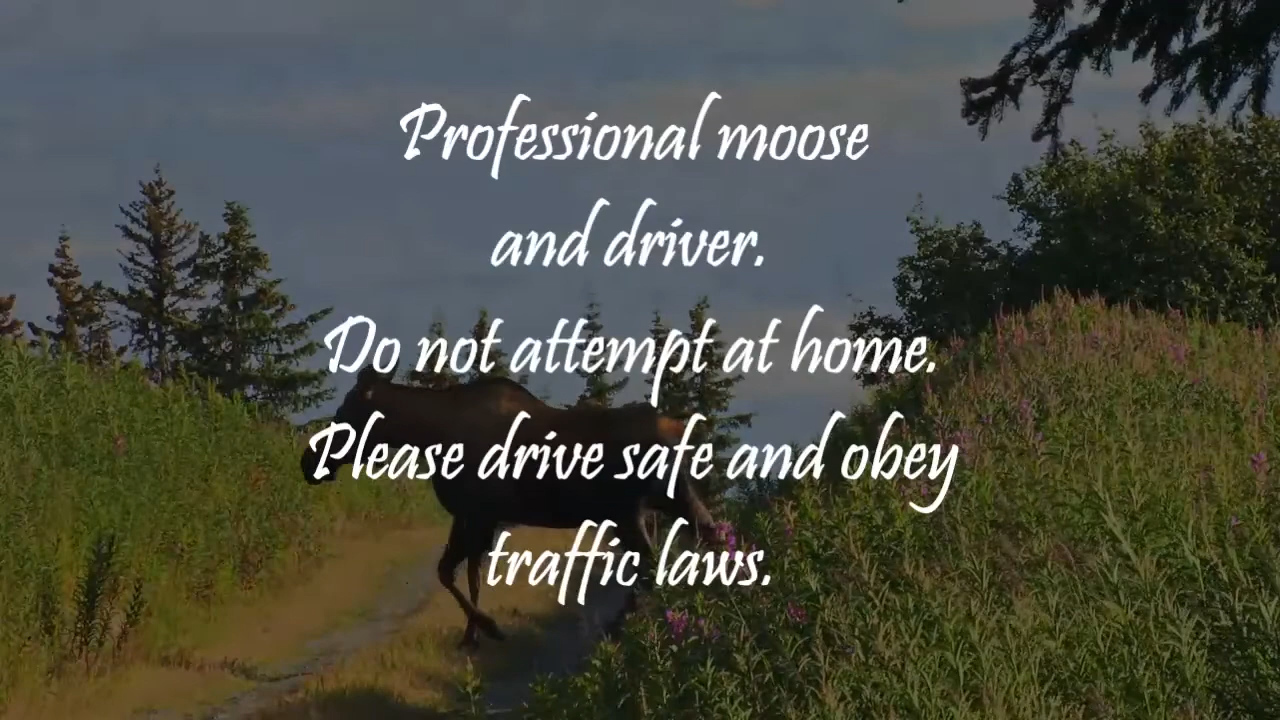 Professional moose
and driver.
Do not attempt at home.
Please drive safe and obey
traffic laws.